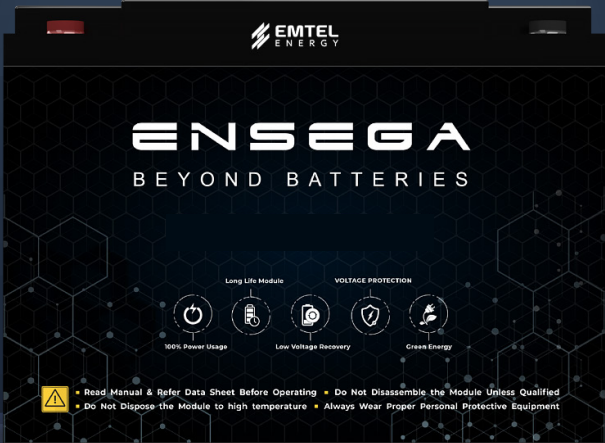 EMTEL
ENERGY
ENSEGA
BEYOND BATTERIES
Long Life Module
VOLTAGE PROTECTION
100% Power Usage
Low Voltage Recovery
Green Energy
▪ Read Manual & Refer Data Sheet Before Operating ▪ Do Not Disassemble the Module Unless Qualified
▪ Do Not Dispose the Module to high temperature ▪ Always Wear Proper Personal Protective Equipment